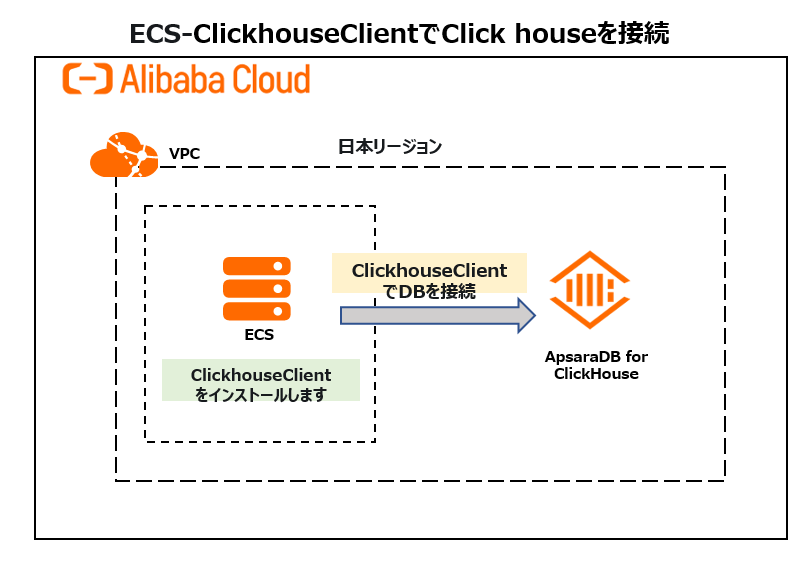 ECS-ClickhouseClientでClick houseを接続
Alibaba Cloud
日本リージョン
VPC
ClickhouseClient
でDBを接続
ECS
ClickhouseClient
をインストールします
ApsaraDB for
ClickHouse